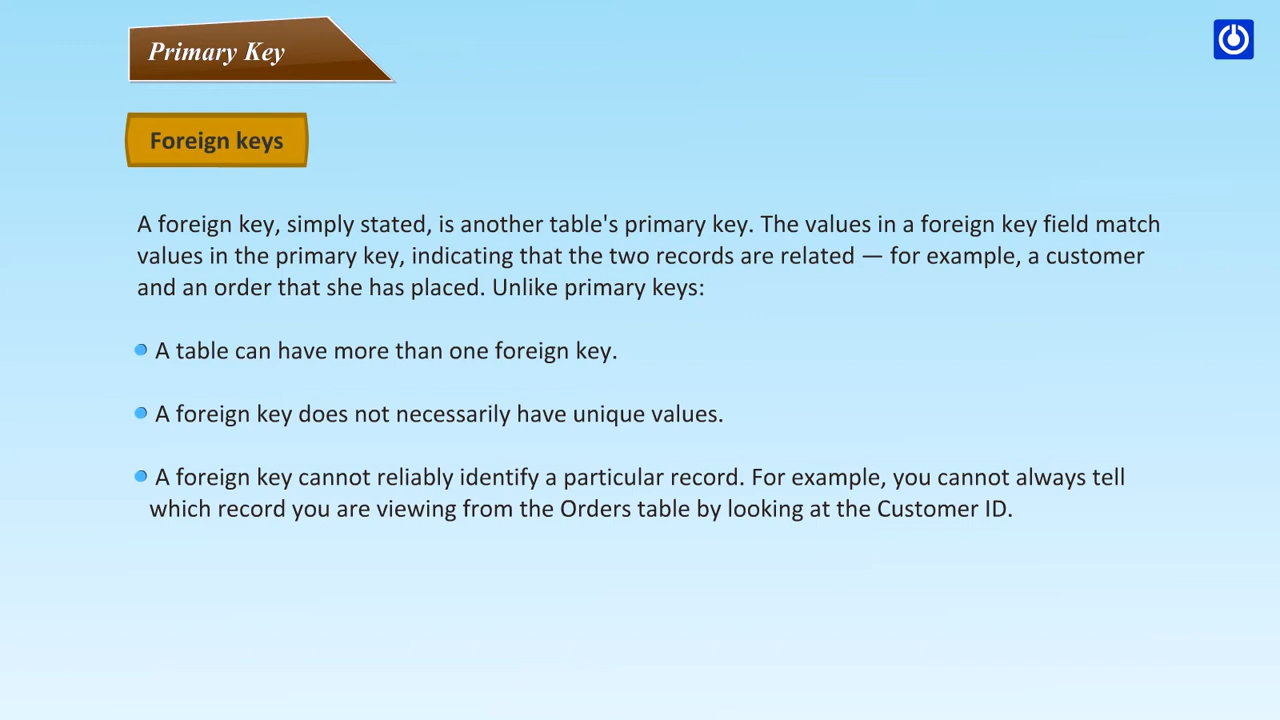 Primary Key
Foreign keys
A foreign key, simply stated, is another table's primary key. The values in a foreign key field match
values in the primary key, indicating that the two records are related — for example, a customer
and an order that she has placed. Unlike primary keys:
A table can have more than one foreign key.
A foreign key does not necessarily have unique values.
A foreign key cannot reliably identify a particular record. For example, you cannot always tell
which record you are viewing from the Orders table by looking at the Customer ID.